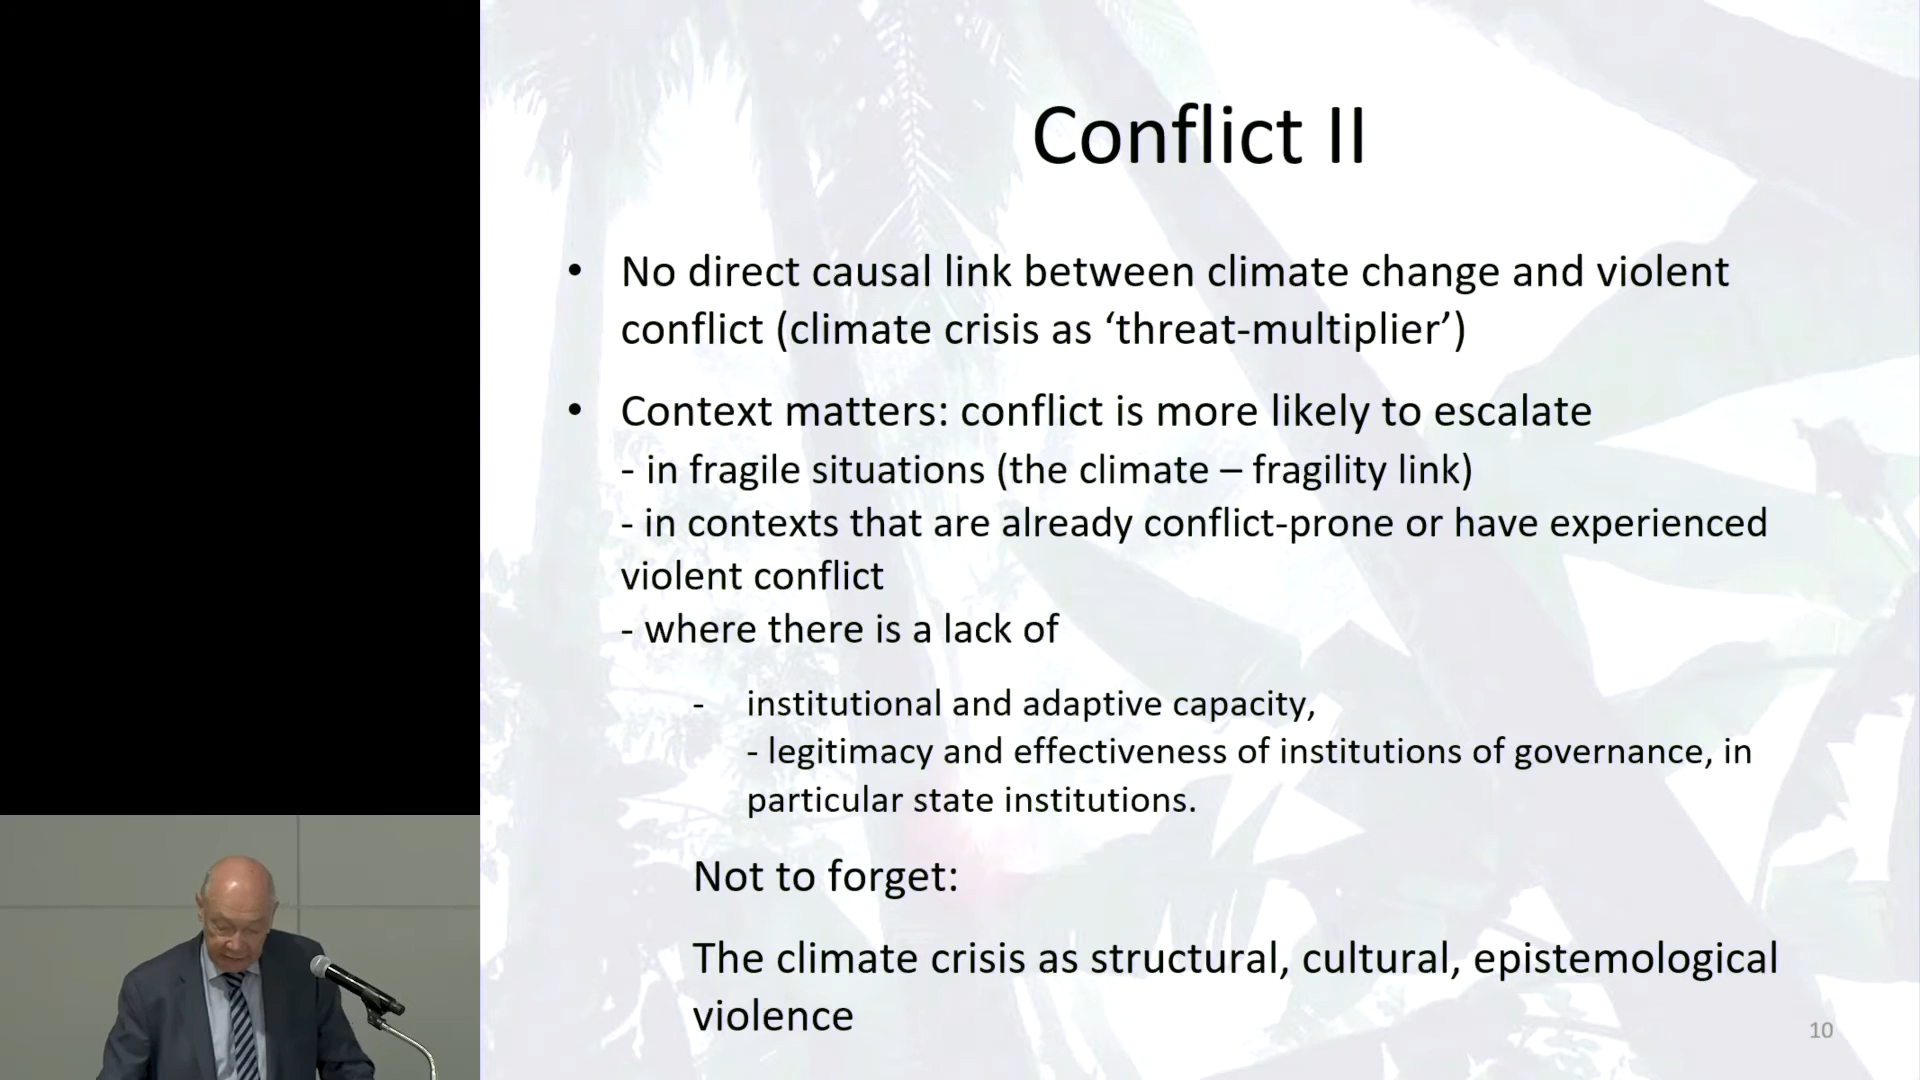 Conflict II
• No direct causal link between climate change and violent
conflict (climate crisis as ‘threat-multiplier’)
• Context matters: conflict is more likely to escalate
- in fragile situations (the climate – fragility link)
- in contexts that are already conflict-prone or have experienced
violent conflict
- where there is a lack of
- institutional and adaptive capacity,
- legitimacy and effectiveness of institutions of governance, in
particular state institutions.
Not to forget:
The climate crisis as structural, cultural, epistemological
violence
10